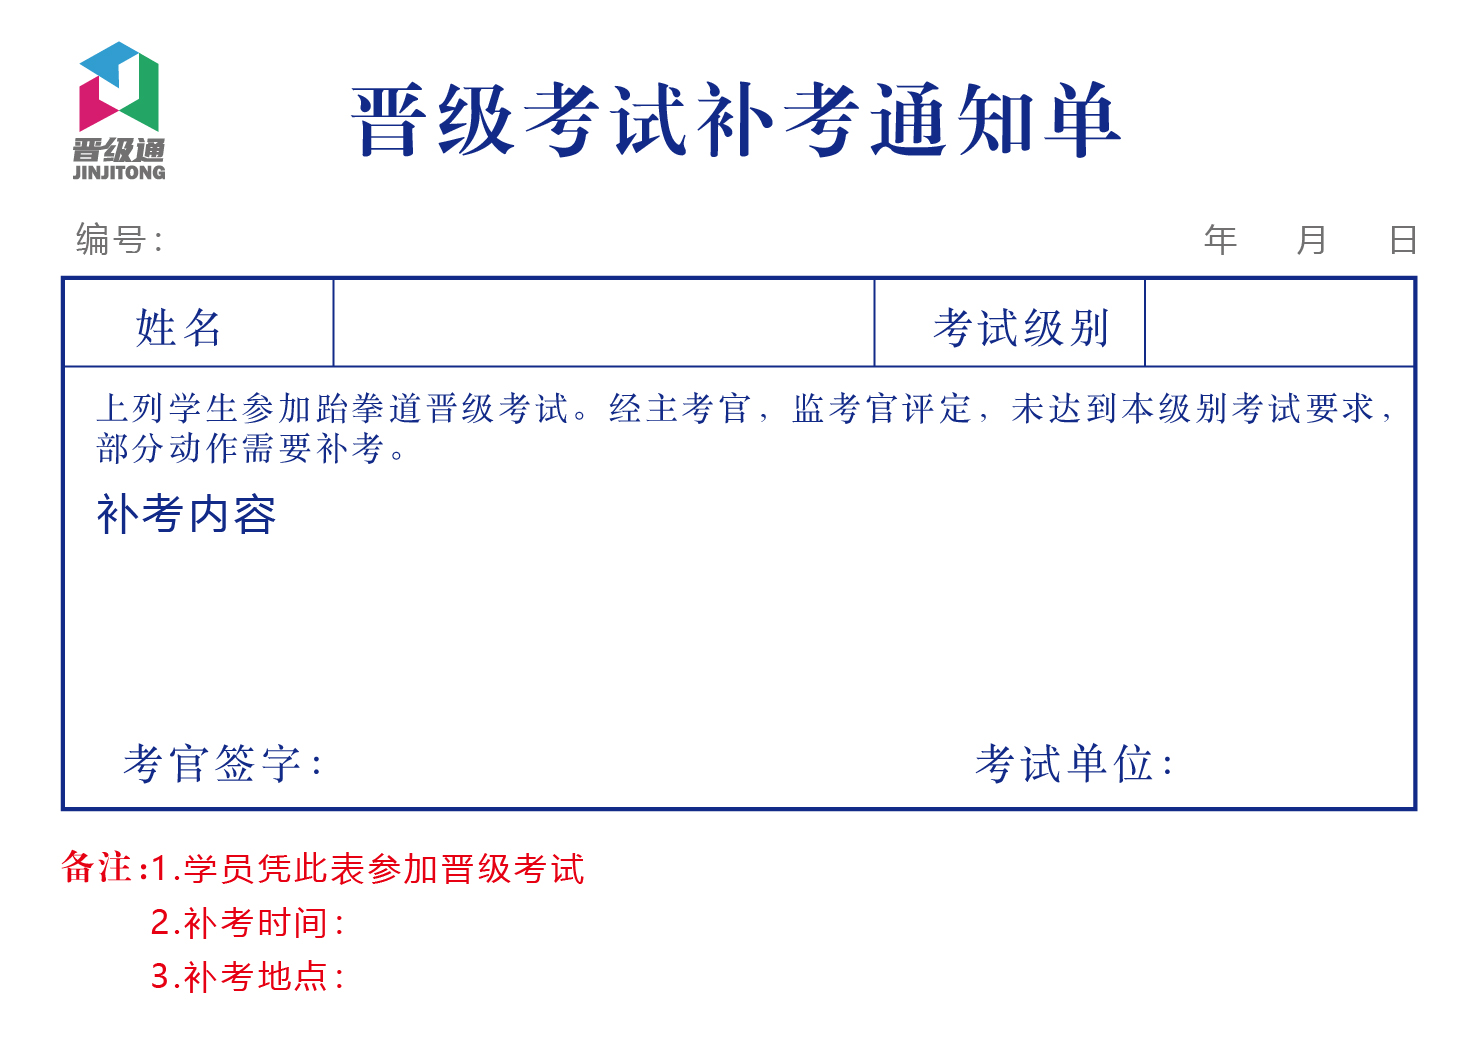 晋级通
JINJITONG
晋级考试补考通知单
编号： 年 月 日
姓名 考试级别
上列学生参加跆拳道晋级考试。经主考官，监考官评定，未达到本级别考试要求，
部分动作需要补考。
补考内容
考官签字： 考试单位：
备注：1.学员凭此表参加晋级考试
2.补考时间：
3.补考地点：